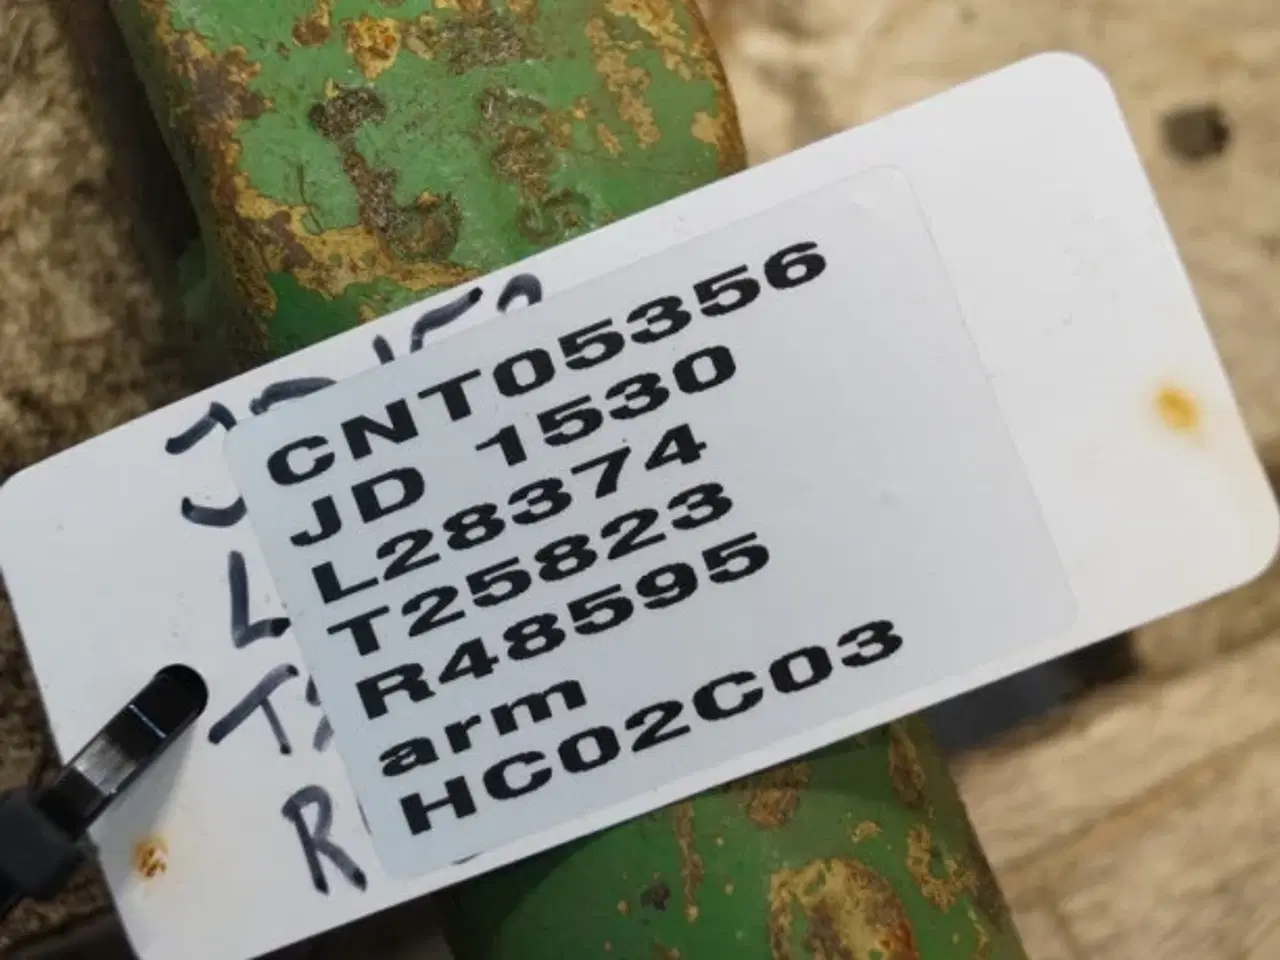 CNT05356
JD 1530
L28374
T25823
R48595
arm
HC02C03
J
L
T
R